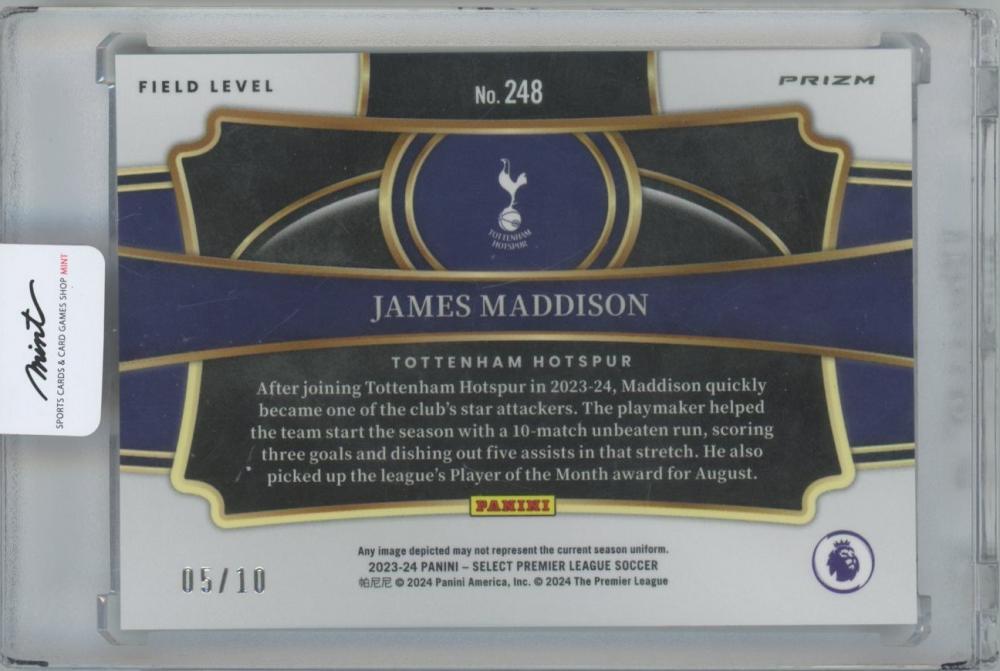 FIELD LEVEL
No. 248
PRIZM
TOTTENHAM
HOTSPUR
JAMES MADDISON
TOTTENHAM HOTSPUR
After joining Tottenham Hotspur in 2023-24, Maddison quickly
became one of the club's star attackers. The playmaker helped
the team start the season with a 10-match unbeaten run, scoring
three goals and dishing out five assists in that stretch. He also
picked up the league's Player of the Month award for August.
PANINI
Any image depicted may not represent the current season uniform.
2023-24 PANINI – SELECT PREMIER LEAGUE SOCCER
帕尼尼 © 2024 Panini America, Inc. © 2024 The Premier League
05/10
mint
SPORTS CARDS & CARD GAMES SHOP MINT